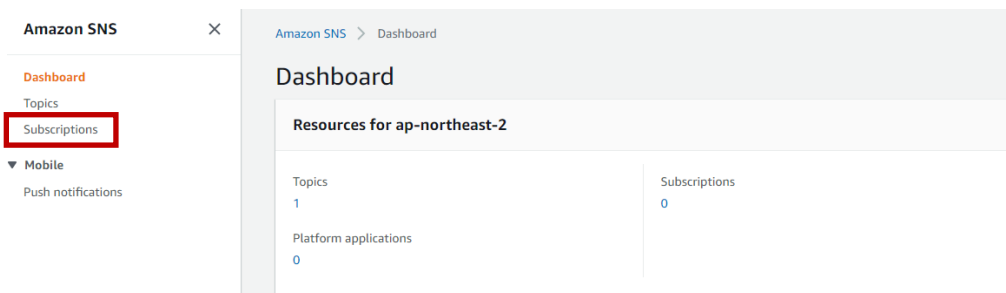 Amazon SNS
Dashboard
Topics
Subscriptions
Mobile
Push notifications
Amazon SNS > Dashboard
Dashboard
Resources for ap-northeast-2
Topics
1
Subscriptions
0
Platform applications
0